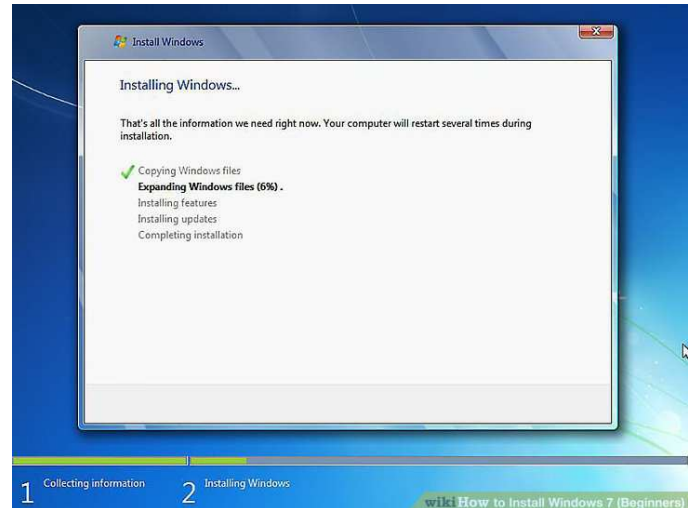 Install Windows
Installing Windows...
That's all the information we need right now. Your computer will restart several times during
installation.
Copying Windows files
Expanding Windows files (6%) .
Installing features
Installing updates
Completing installation
1 Collecting information
2 Installing Windows
wikiHow to Install Windows 7 (Beginners)